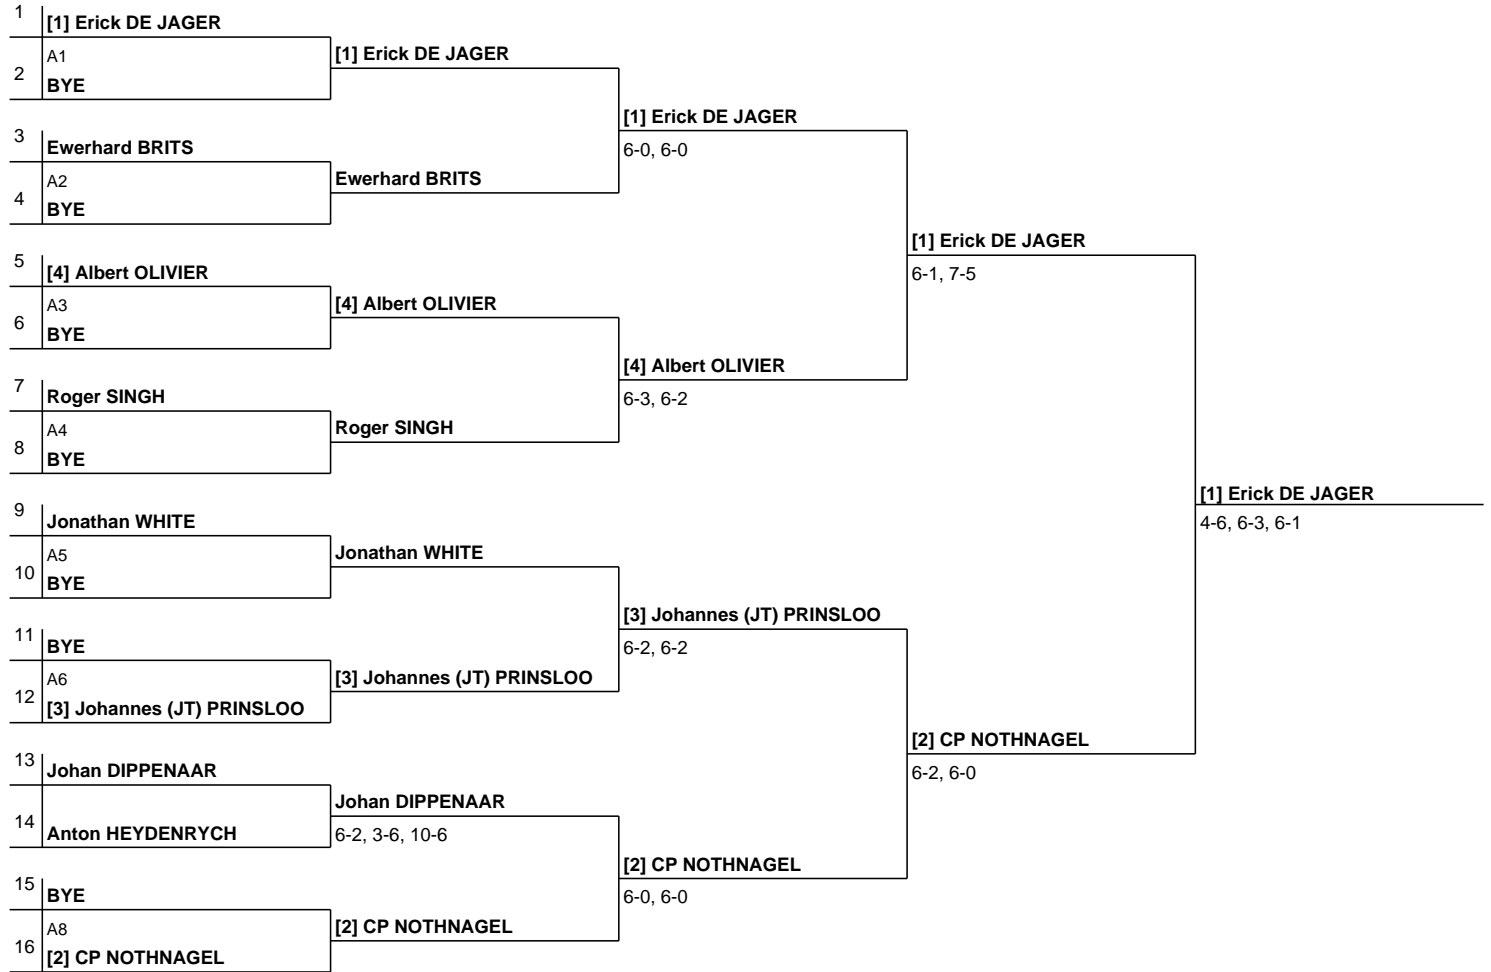 1
[1] Erick DE JAGER
A1
[1] Erick DE JAGER
2
BYE
[1] Erick DE JAGER
3
6-0, 6-0
Ewerhard BRITS
A2
Ewerhard BRITS
4
BYE
[1] Erick DE JAGER
5
6-1, 7-5
[4] Albert OLIVIER
A3
[4] Albert OLIVIER
6
BYE
[4] Albert OLIVIER
7
6-3, 6-2
Roger SINGH
A4
Roger SINGH
8
BYE
[1] Erick DE JAGER
9
4-6, 6-3, 6-1
Jonathan WHITE
A5
Jonathan WHITE
10
BYE
[3] Johannes (JT) PRINSLOO
11
6-2, 6-2
BYE
A6
[3] Johannes (JT) PRINSLOO
12
[3] Johannes (JT) PRINSLOO
[2] CP NOTHNAGEL
13
6-2, 6-0
Johan DIPPENAAR
Johan DIPPENAAR
14
Anton HEYDENRYCH
6-2, 3-6, 10-6
[2] CP NOTHNAGEL
15
6-0, 6-0
BYE
A8
[2] CP NOTHNAGEL
16
[2] CP NOTHNAGEL